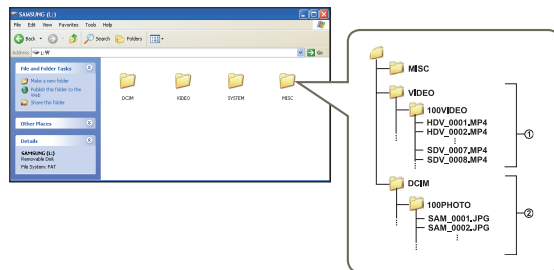 SAMSUNG (L:)
File Edit View Favorites Tools Help
Back Search Folders
Address L:₩ Go
File and Folder Tasks
Make a new folder
Publish this folder to the
Web
Share this folder
Other Places
Details
SAMSUNG (L:)
Removable Disk
File System: FAT
DCIM VIDEO SYSTEM MISC
MISC
VIDEO
100VIDEO
HDV_0001.MP4
HDV_0002.MP4
SDV_0007.MP4
SDV_0008.MP4
①
DCIM
100PHOTO
SAM_0001.JPG
SAM_0002.JPG
②